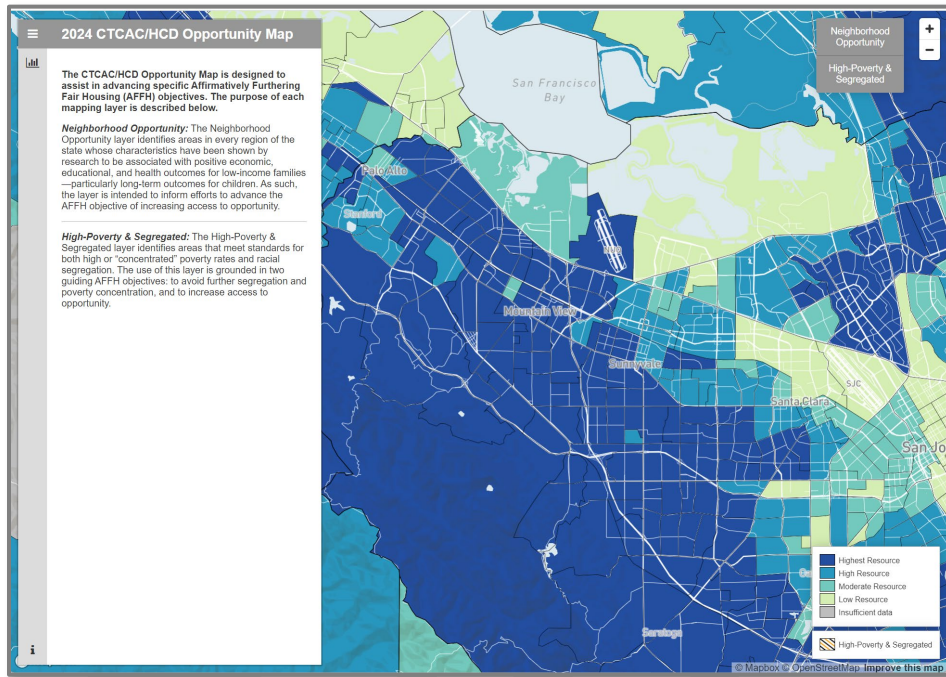 2024 CTCAC/HCD Opportunity Map
The CTCAC/HCD Opportunity Map is designed to
assist in advancing specific Affirmatively Furthering
Fair Housing (AFFH) objectives. The purpose of each
mapping layer is described below.
Neighborhood Opportunity: The Neighborhood
Opportunity layer identifies areas in every region of the
state whose characteristics have been shown by
research to be associated with positive economic,
educational, and health outcomes for low-income families
—particularly long-term outcomes for children. As such,
the layer is intended to inform efforts to advance the
AFFH objective of increasing access to opportunity.
High-Poverty & Segregated: The High-Poverty &
Segregated layer identifies areas that meet standards for
both high or “concentrated” poverty rates and racial
segregation. The use of this layer is grounded in two
guiding AFFH objectives: to avoid further segregation and
poverty concentration, and to increase access to
opportunity.
i
Neighborhood
Opportunity
High-Poverty &
Segregated
+
−
San Francisco
Bay
Palo Alto
Stanford
Mountain View
Sunnyvale
SJC
Santa Clara
San Jo
Saratoga
Highest Resource
High Resource
Moderate Resource
Low Resource
Insufficient data
High-Poverty & Segregated
© Mapbox © OpenStreetMap Improve this map